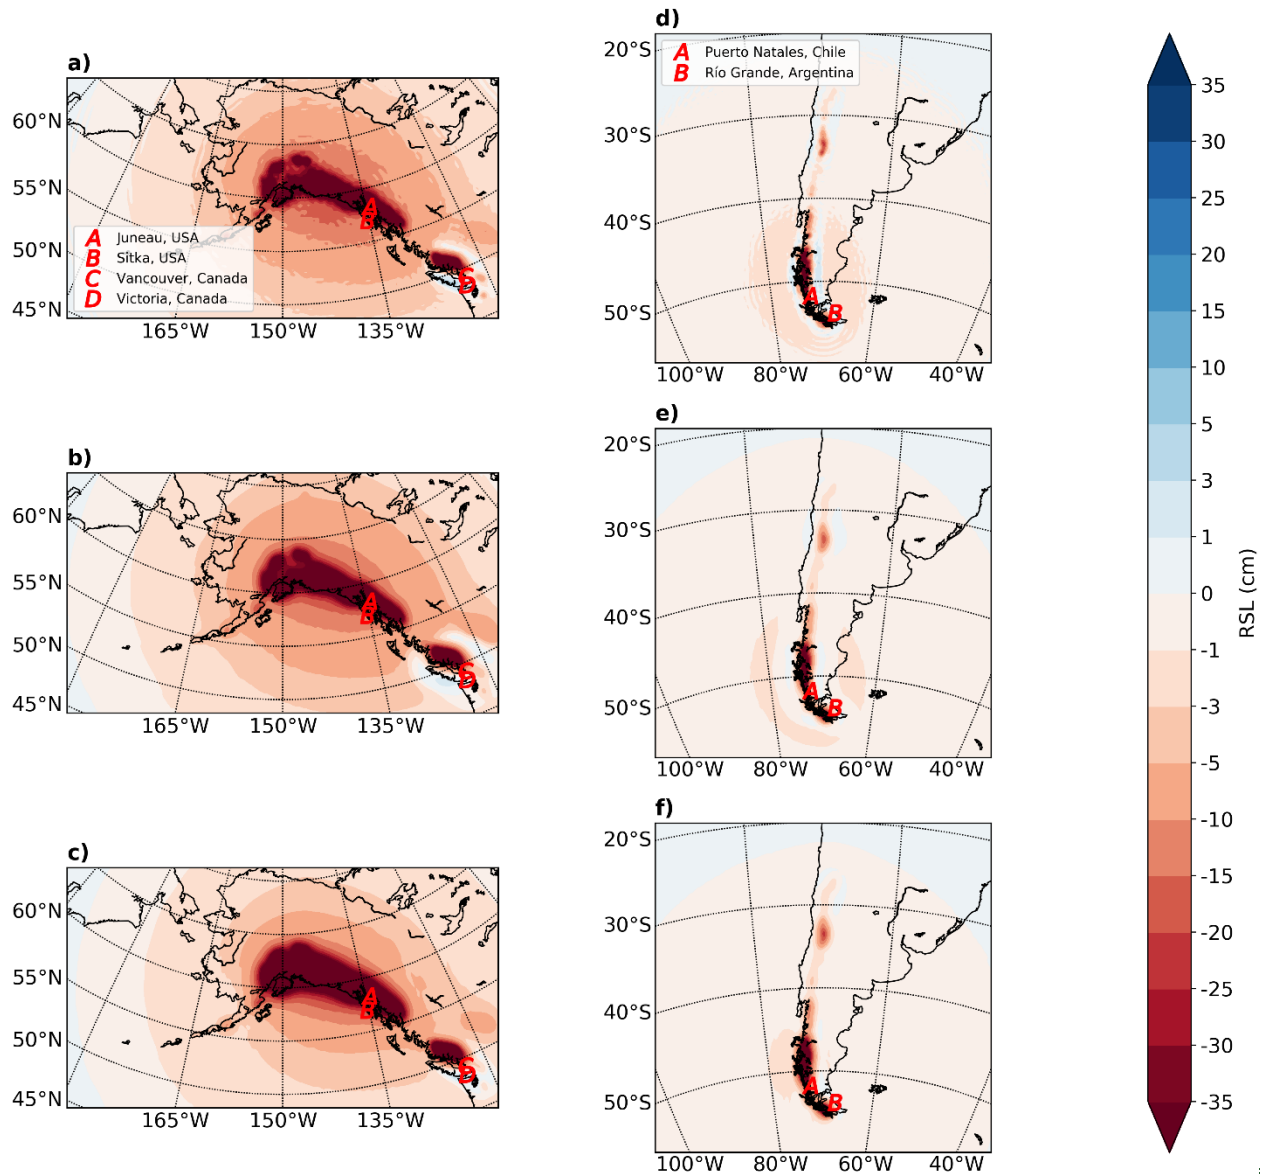 a)
60°N
55°N
50°N
45°N
A Juneau, USA
B Sitka, USA
C Vancouver, Canada
D Victoria, Canada
A
B
C
D
165°W 150°W 135°W
b)
60°N
55°N
50°N
45°N
A
B
C
D
165°W 150°W 135°W
c)
60°N
55°N
50°N
45°N
A
B
C
D
165°W 150°W 135°W
d)
A Puerto Natales, Chile
B Río Grande, Argentina
20°S
30°S
40°S
50°S
A
B
100°W 80°W 60°W 40°W
e)
20°S
30°S
40°S
50°S
A
B
100°W 80°W 60°W 40°W
f)
20°S
30°S
40°S
50°S
A
B
100°W 80°W 60°W 40°W
35
30
25
20
15
10
5
3
1
0
-1
-3
-5
-10
-15
-20
-25
-30
-35
RSL (cm)